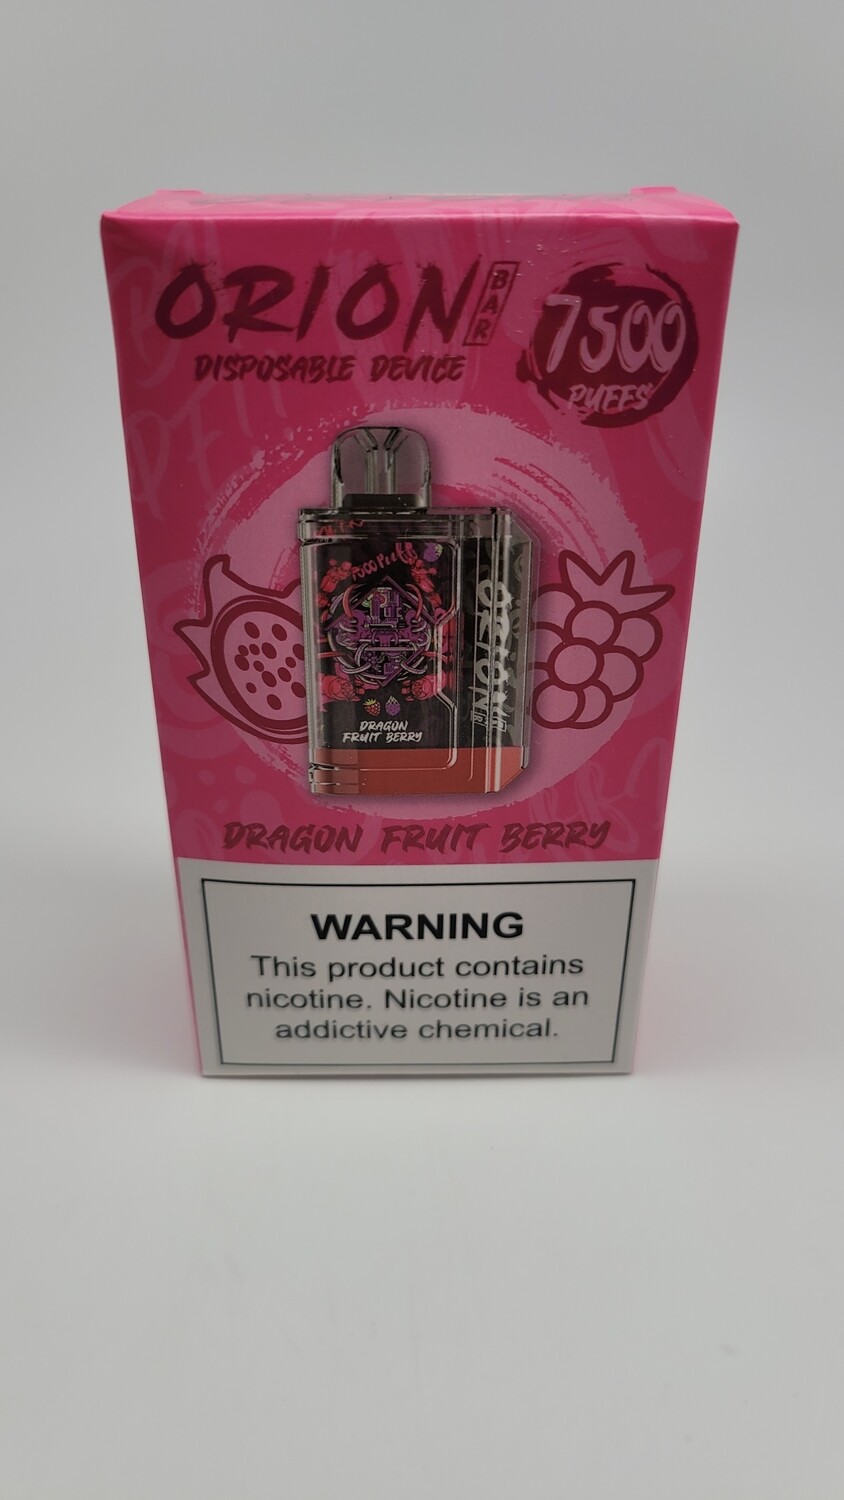 ORION BAR
DISPOSABLE DEVICE
7500
PUFFS
ORION
DRAGON
FRUIT BERRY
DRAGON FRUIT BERRY
WARNING
This product contains
nicotine. Nicotine is an
addictive chemical.